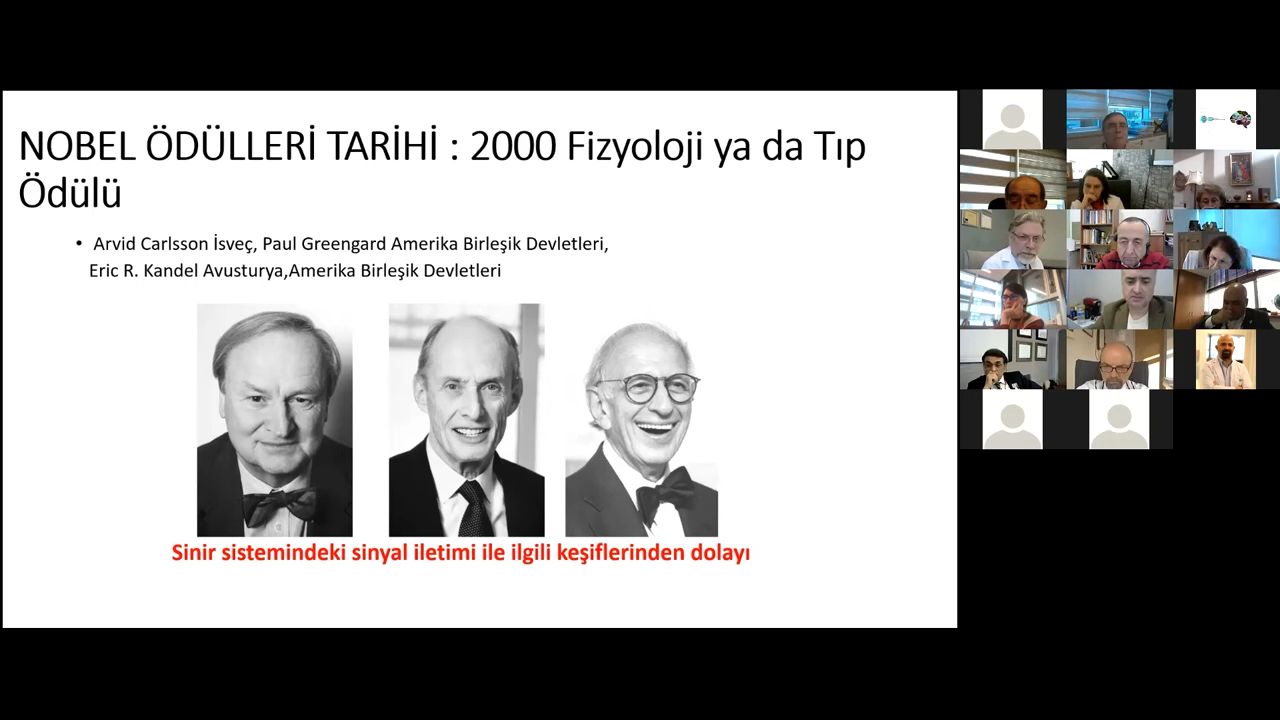 NOBEL ÖDÜLLERİ TARİHİ : 2000 Fizyoloji ya da Tıp
Ödülü
• Arvid Carlsson İsveç, Paul Greengard Amerika Birleşik Devletleri,
Eric R. Kandel Avusturya,Amerika Birleşik Devletleri
Sinir sistemindeki sinyal iletimi ile ilgili keşiflerinden dolayı